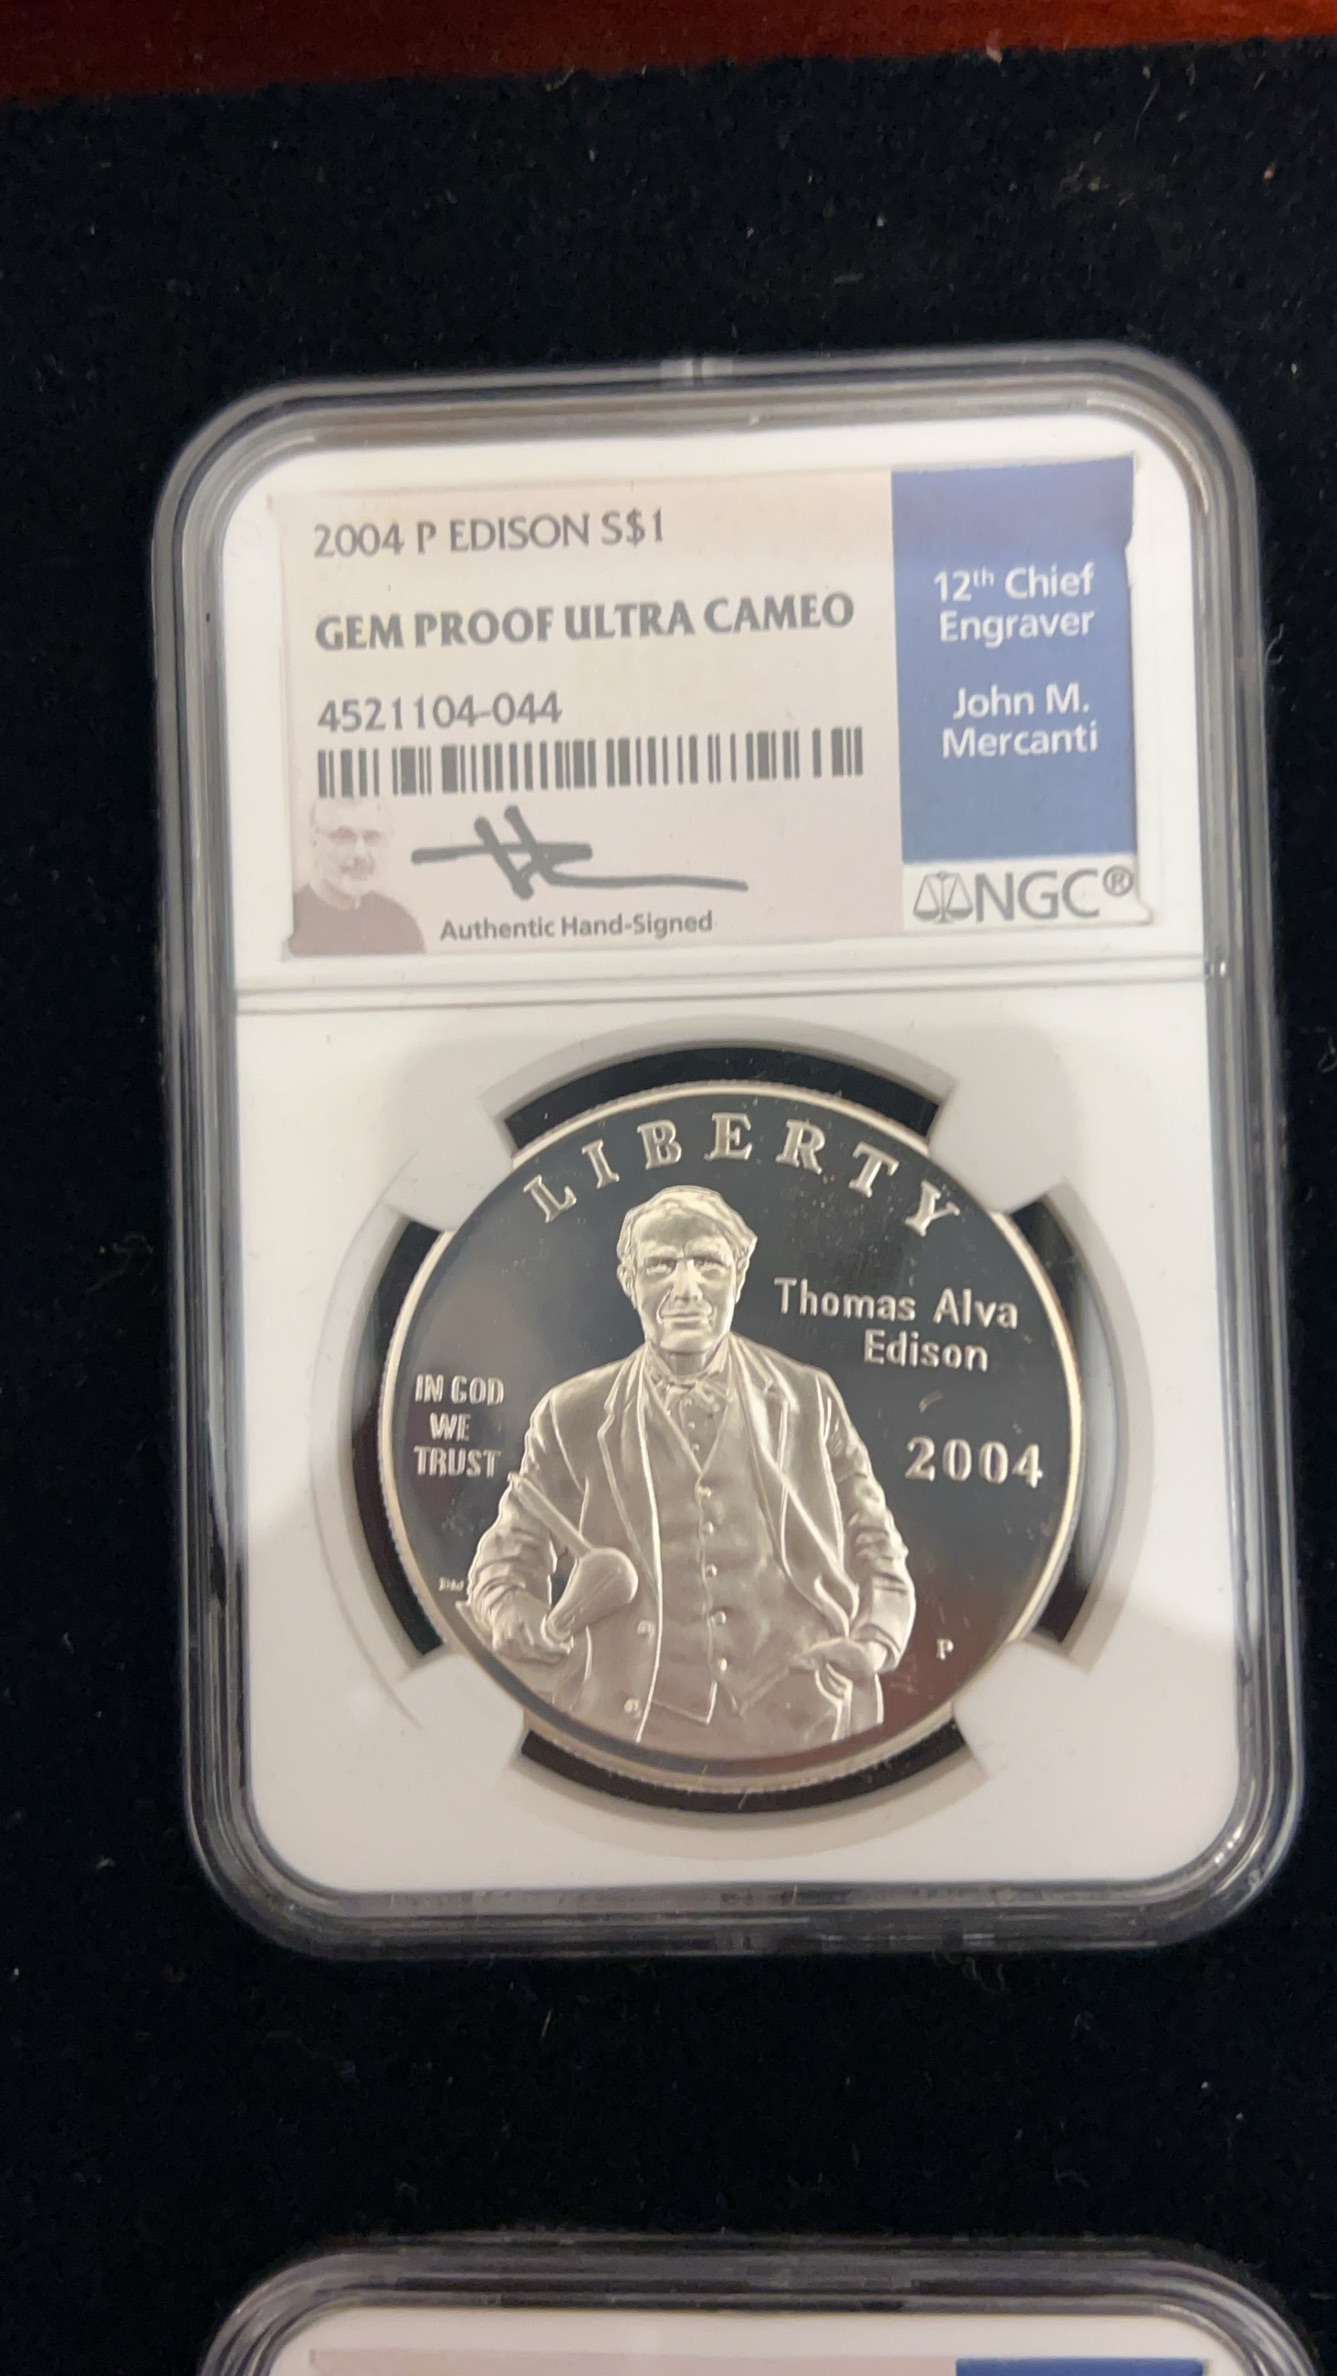 2004 P EDISON S$1
GEM PROOF ULTRA CAMEO
4521104-044
Authentic Hand-Signed
12th Chief
Engraver
John M.
Mercanti
NGC®
LIBERTY
Thomas Alva
Edison
IN GOD
WE
TRUST
2004
P